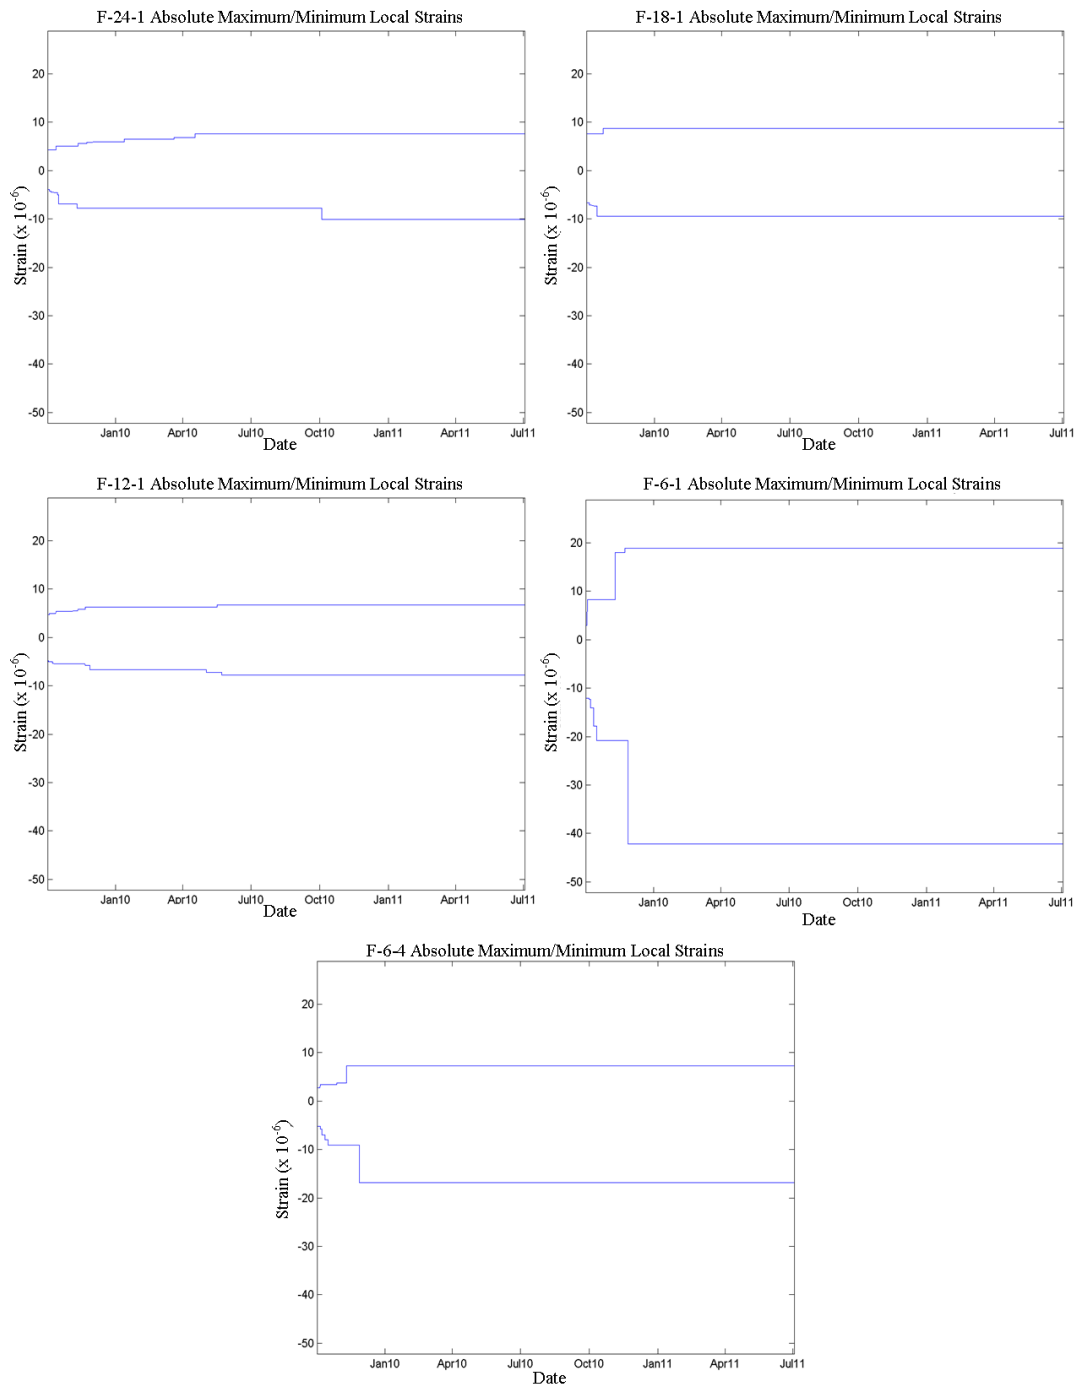 F-24-1 Absolute Maximum/Minimum Local Strains
20
10
0
-10
-20
-30
-40
-50
Strain (x 10⁻⁶)
Jan10 Apr10 Jul10 Oct10 Jan11 Apr11 Jul11
Date
F-18-1 Absolute Maximum/Minimum Local Strains
20
10
0
-10
-20
-30
-40
-50
Strain (x 10⁻⁶)
Jan10 Apr10 Jul10 Oct10 Jan11 Apr11 Jul11
Date
F-12-1 Absolute Maximum/Minimum Local Strains
20
10
0
-10
-20
-30
-40
-50
Strain (x 10⁻⁶)
Jan10 Apr10 Jul10 Oct10 Jan11 Apr11 Jul11
Date
F-6-1 Absolute Maximum/Minimum Local Strains
20
10
0
-10
-20
-30
-40
-50
Strain (x 10⁻⁶)
Jan10 Apr10 Jul10 Oct10 Jan11 Apr11 Jul11
Date
F-6-4 Absolute Maximum/Minimum Local Strains
20
10
0
-10
-20
-30
-40
-50
Strain (x 10⁻⁶)
Jan10 Apr10 Jul10 Oct10 Jan11 Apr11 Jul11
Date